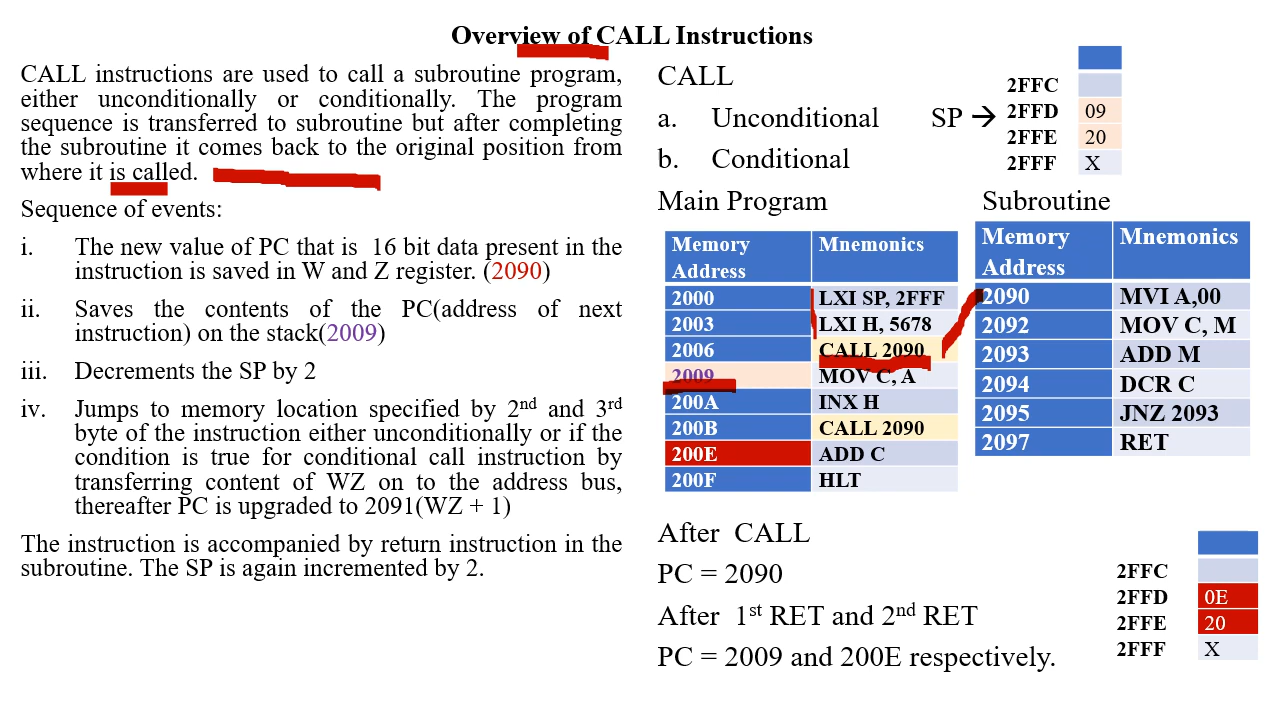 Overview of CALL Instructions
CALL instructions are used to call a subroutine program,
either unconditionally or conditionally. The program
sequence is transferred to subroutine but after completing
the subroutine it comes back to the original position from
where it is called.
Sequence of events:
i. The new value of PC that is 16 bit data present in the
instruction is saved in W and Z register. (2090)
ii. Saves the contents of the PC(address of next
instruction) on the stack(2009)
iii. Decrements the SP by 2
iv. Jumps to memory location specified by 2nd and 3rd
byte of the instruction either unconditionally or if the
condition is true for conditional call instruction by
transferring content of WZ on to the address bus,
thereafter PC is upgraded to 2091(WZ + 1)
The instruction is accompanied by return instruction in the
subroutine. The SP is again incremented by 2.
CALL
a. Unconditional
b. Conditional
SP →
2FFC
2FFD 09
2FFE 20
2FFF X
Main Program
Memory Address Mnemonics
2000 LXI SP, 2FFF
2003 LXI H, 5678
2006 CALL 2090
2009 MOV C, A
200A INX H
200B CALL 2090
200E ADD C
200F HLT
Subroutine
Memory Address Mnemonics
2090 MVI A,00
2092 MOV C, M
2093 ADD M
2094 DCR C
2095 JNZ 2093
2097 RET
After CALL
PC = 2090
After 1st RET and 2nd RET
PC = 2009 and 200E respectively.
2FFC
2FFD 0E
2FFE 20
2FFF X